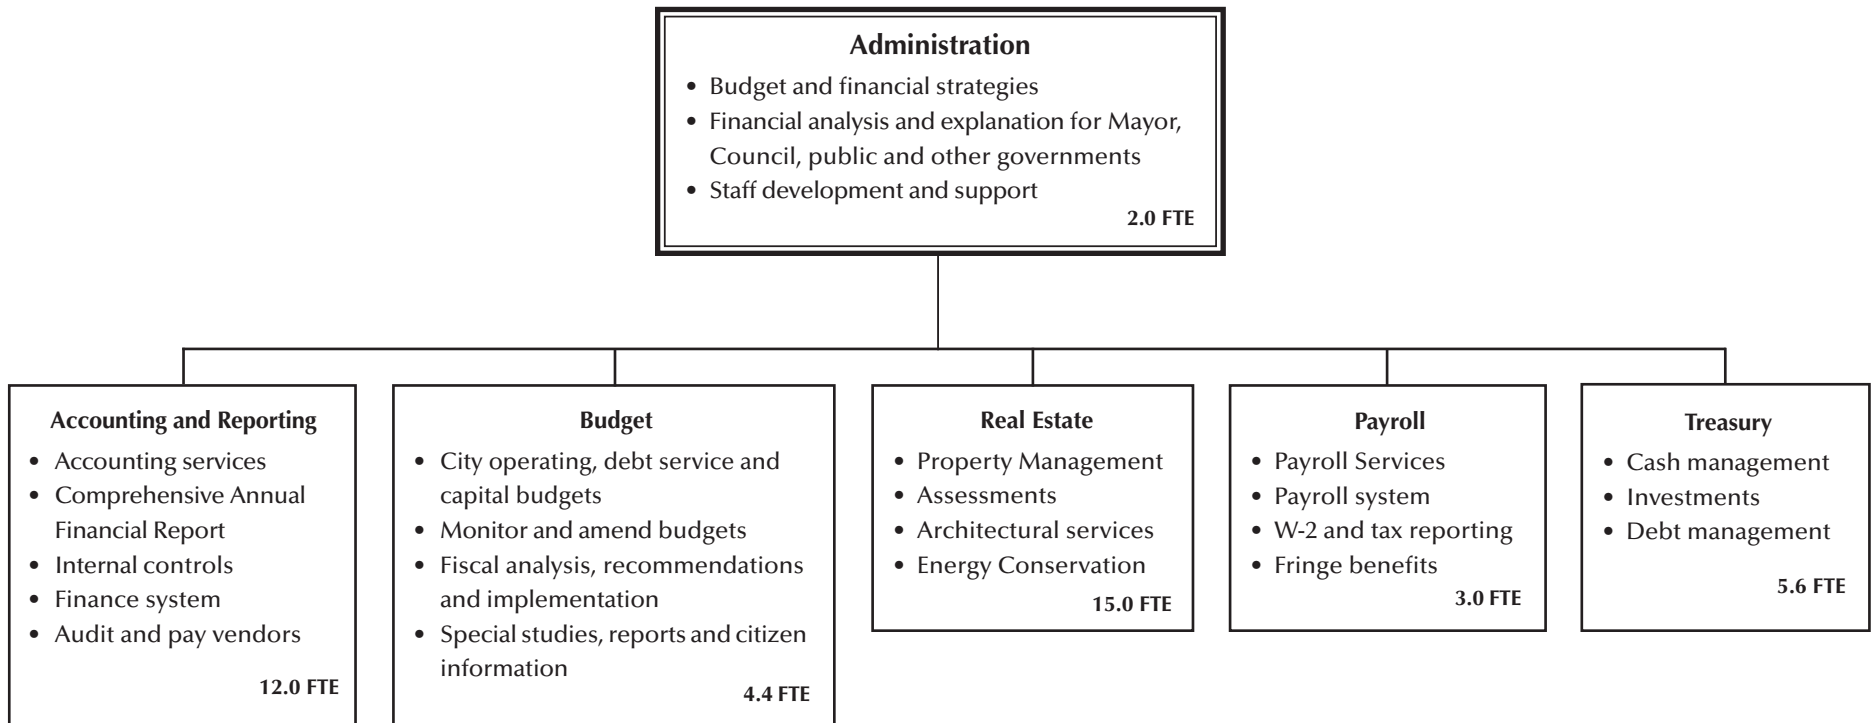 Administration
• Budget and financial strategies
• Financial analysis and explanation for Mayor,
Council, public and other governments
• Staff development and support
2.0 FTE
Accounting and Reporting
• Accounting services
• Comprehensive Annual
Financial Report
• Internal controls
• Finance system
• Audit and pay vendors
12.0 FTE
Budget
• City operating, debt service and
capital budgets
• Monitor and amend budgets
• Fiscal analysis, recommendations
and implementation
• Special studies, reports and citizen
information
4.4 FTE
Real Estate
• Property Management
• Assessments
• Architectural services
• Energy Conservation
15.0 FTE
Payroll
• Payroll Services
• Payroll system
• W-2 and tax reporting
• Fringe benefits
3.0 FTE
Treasury
• Cash management
• Investments
• Debt management
5.6 FTE